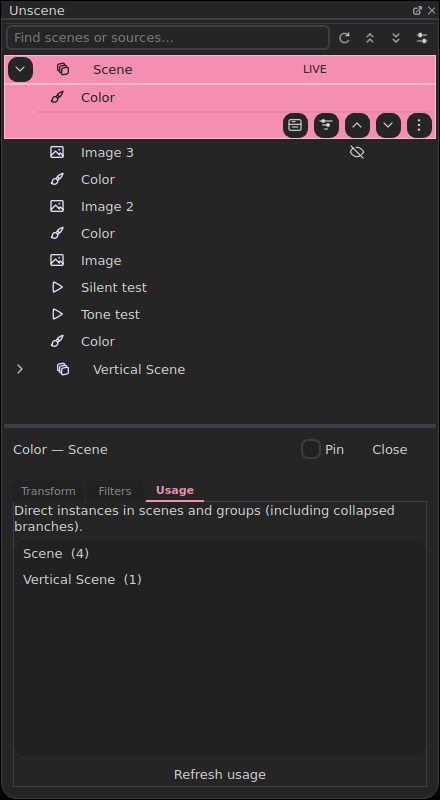 Unscene
Find scenes or sources...
Scene LIVE
Color
Image 3
Color
Image 2
Color
Image
Silent test
Tone test
Color
Vertical Scene
Color — Scene Pin Close
Transform Filters Usage
Direct instances in scenes and groups (including collapsed
branches).
Scene (4)
Vertical Scene (1)
Refresh usage